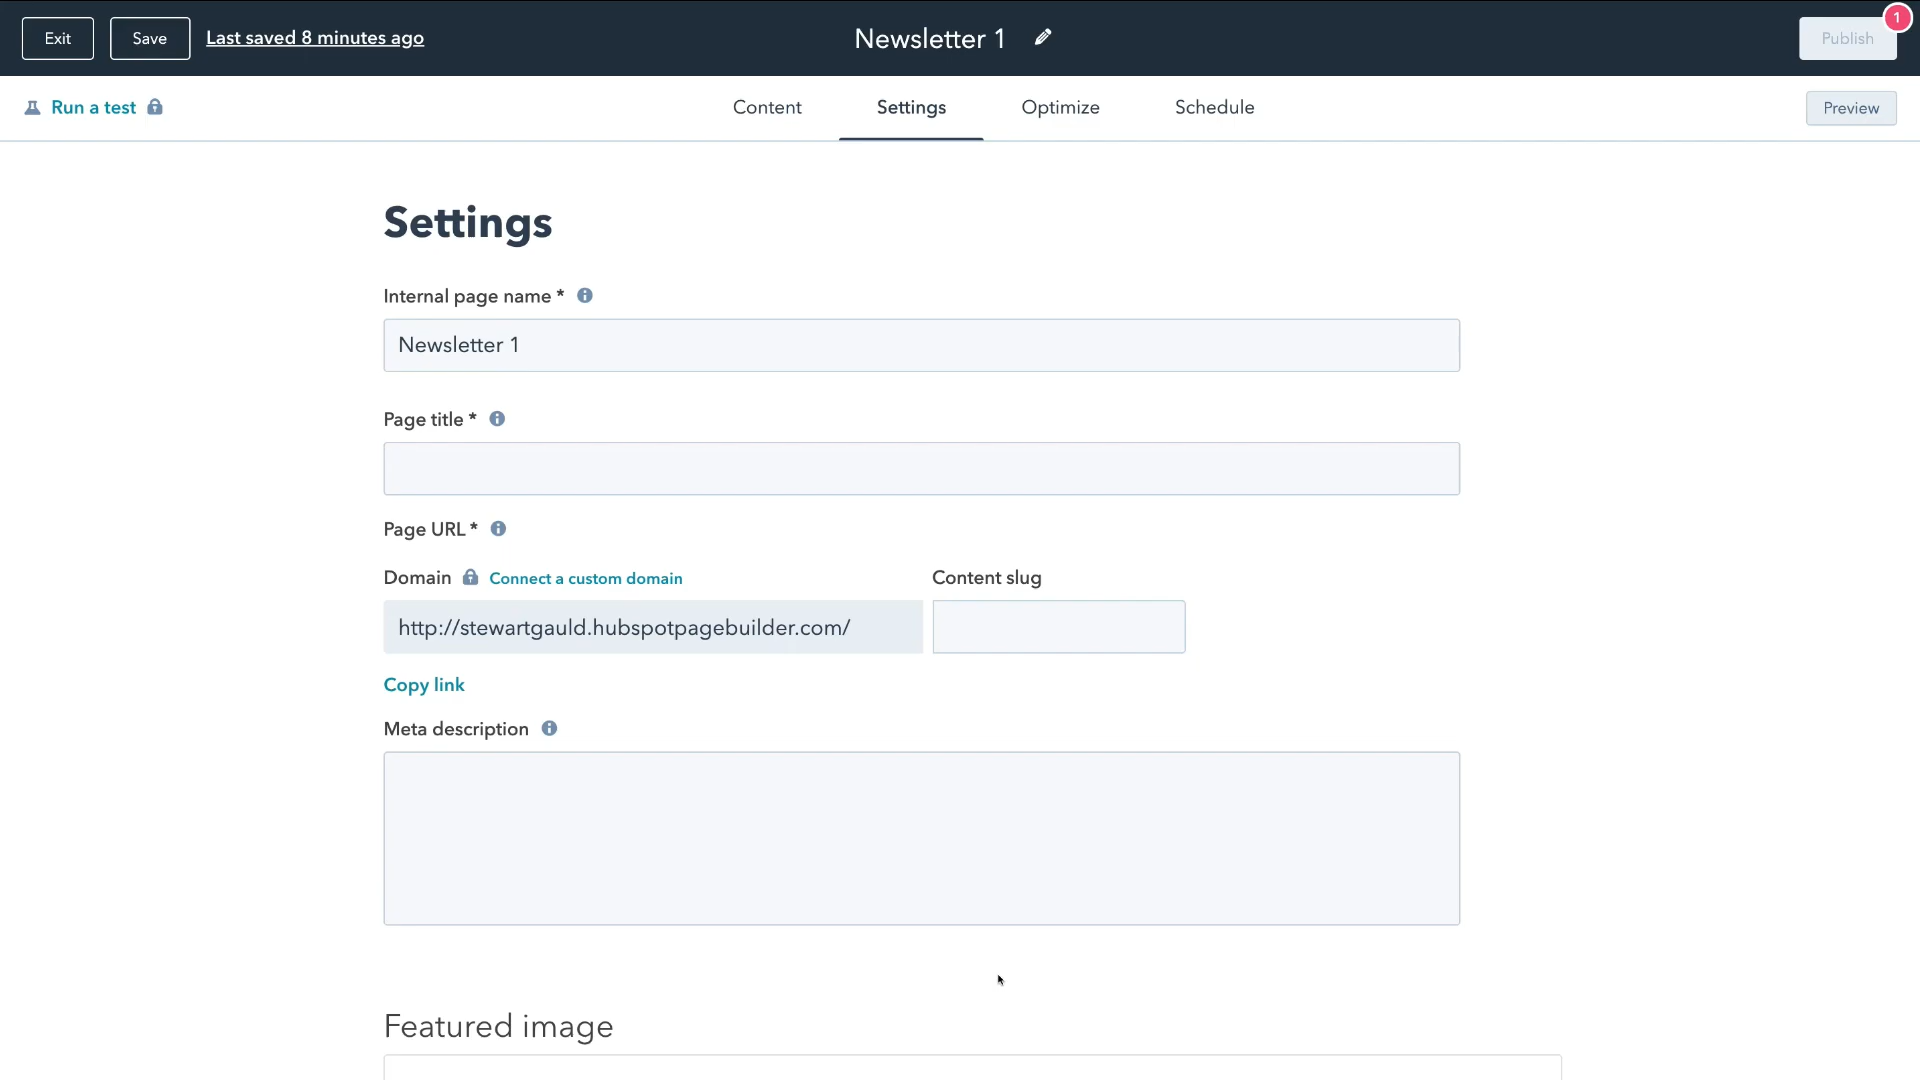 Exit
Save
Last saved 8 minutes ago
Newsletter 1
Publish
1
Run a test
Content
Settings
Optimize
Schedule
Preview
Settings
Internal page name *
Newsletter 1
Page title *
Page URL *
Domain
Connect a custom domain
Content slug
http://stewartgauld.hubspotpagebuilder.com/
Copy link
Meta description
Featured image